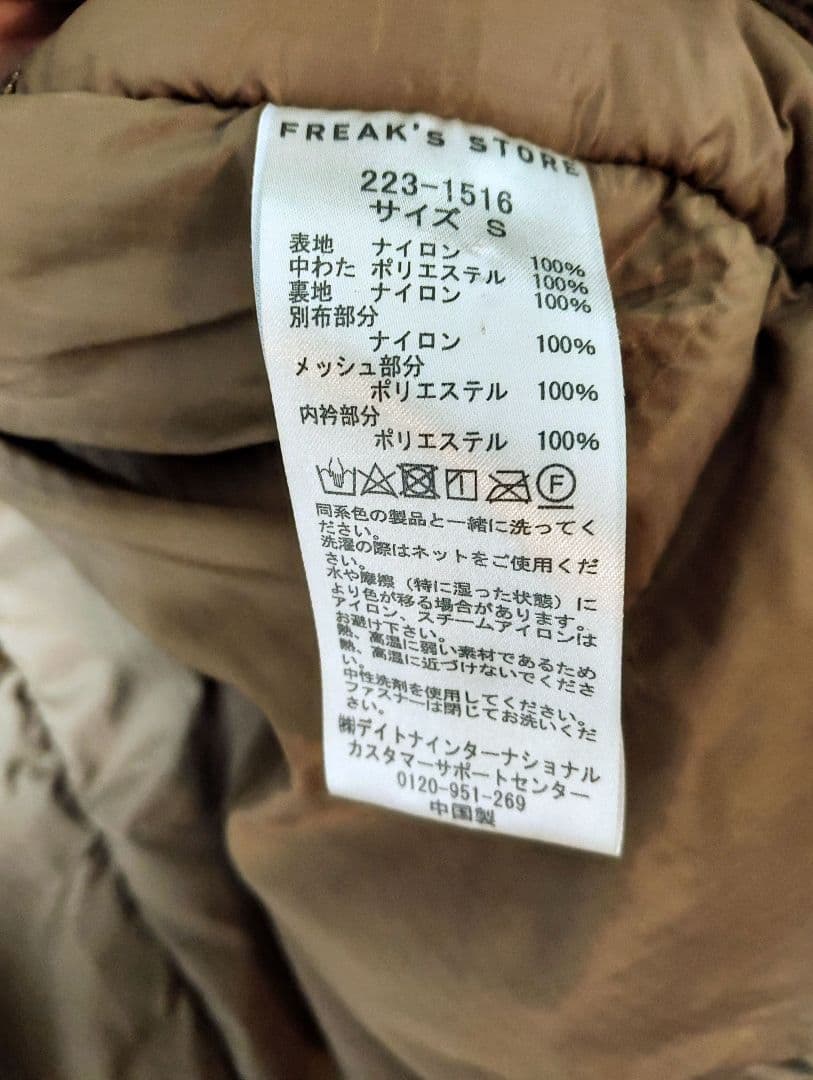 FREAK's STORE
223-1516
サイズ S
表地 ナイロン 100%
中わた ポリエステル 100%
裏地 ナイロン 100%
別布部分
ナイロン 100%
メッシュ部分
ポリエステル 100%
内衿部分
ポリエステル 100%
F
同系色の製品と一緒に洗ってく
ださい。
洗濯の際はネットをご使用くだ
さい。
水や摩擦（特に湿った状態）に
より色が移る場合があります。
アイロン、スチームアイロンは
お避け下さい。
熱、高温に弱い素材であるため
熱、高温に近づけないでくださ
い。
中性洗剤を使用してください。
ファスナーは閉じてお洗いくだ
さい。
㈱デイトナインターナショナル
カスタマーサポートセンター
0120-951-269
中国製